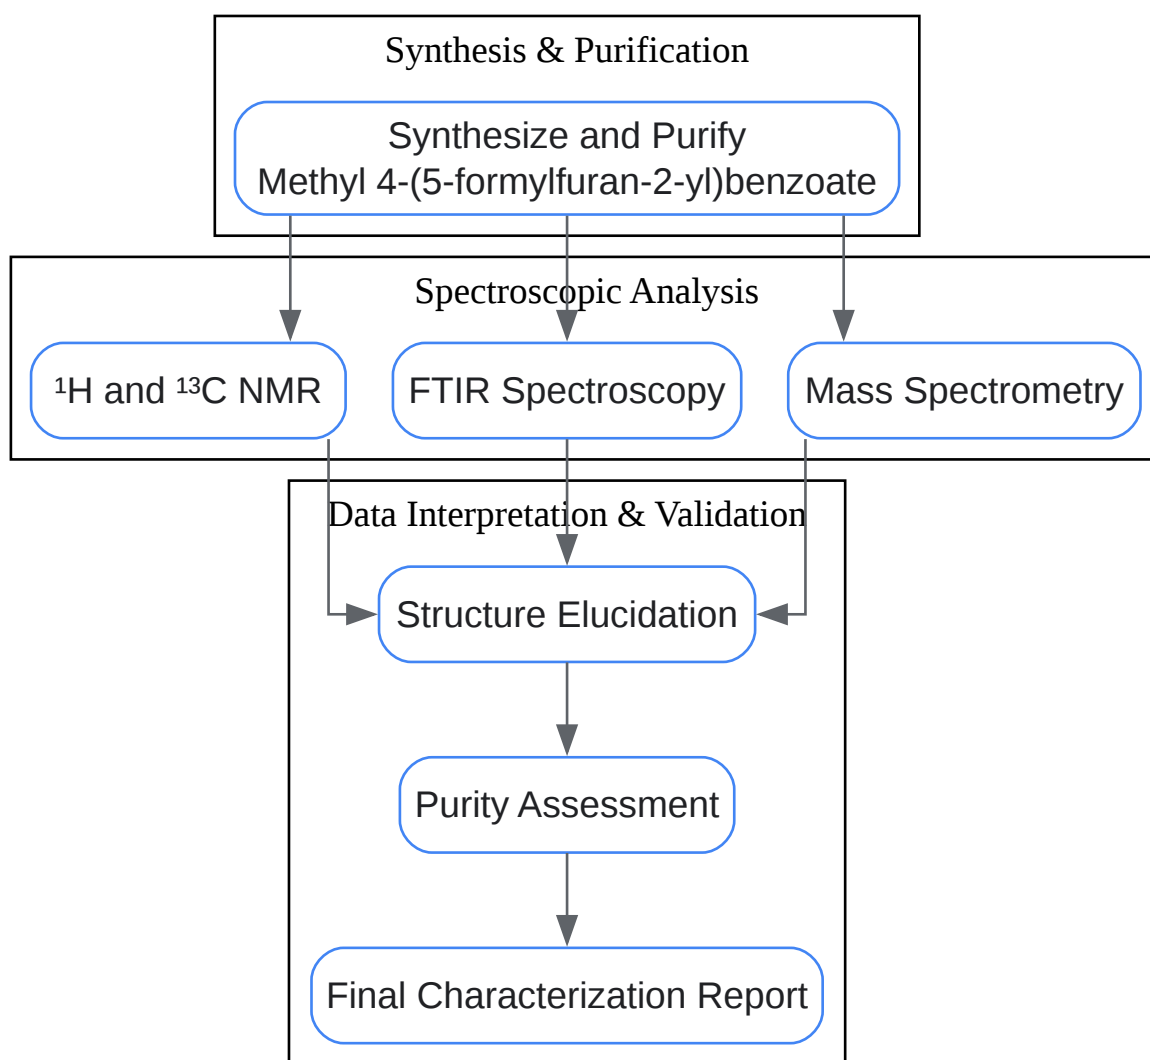 Synthesis & Purification
Synthesize and Purify
Methyl 4-(5-formylfuran-2-yl)benzoate
Spectroscopic Analysis
¹H and ¹³C NMR
FTIR Spectroscopy
Mass Spectrometry
Data Interpretation & Validation
Structure Elucidation
Purity Assessment
Final Characterization Report